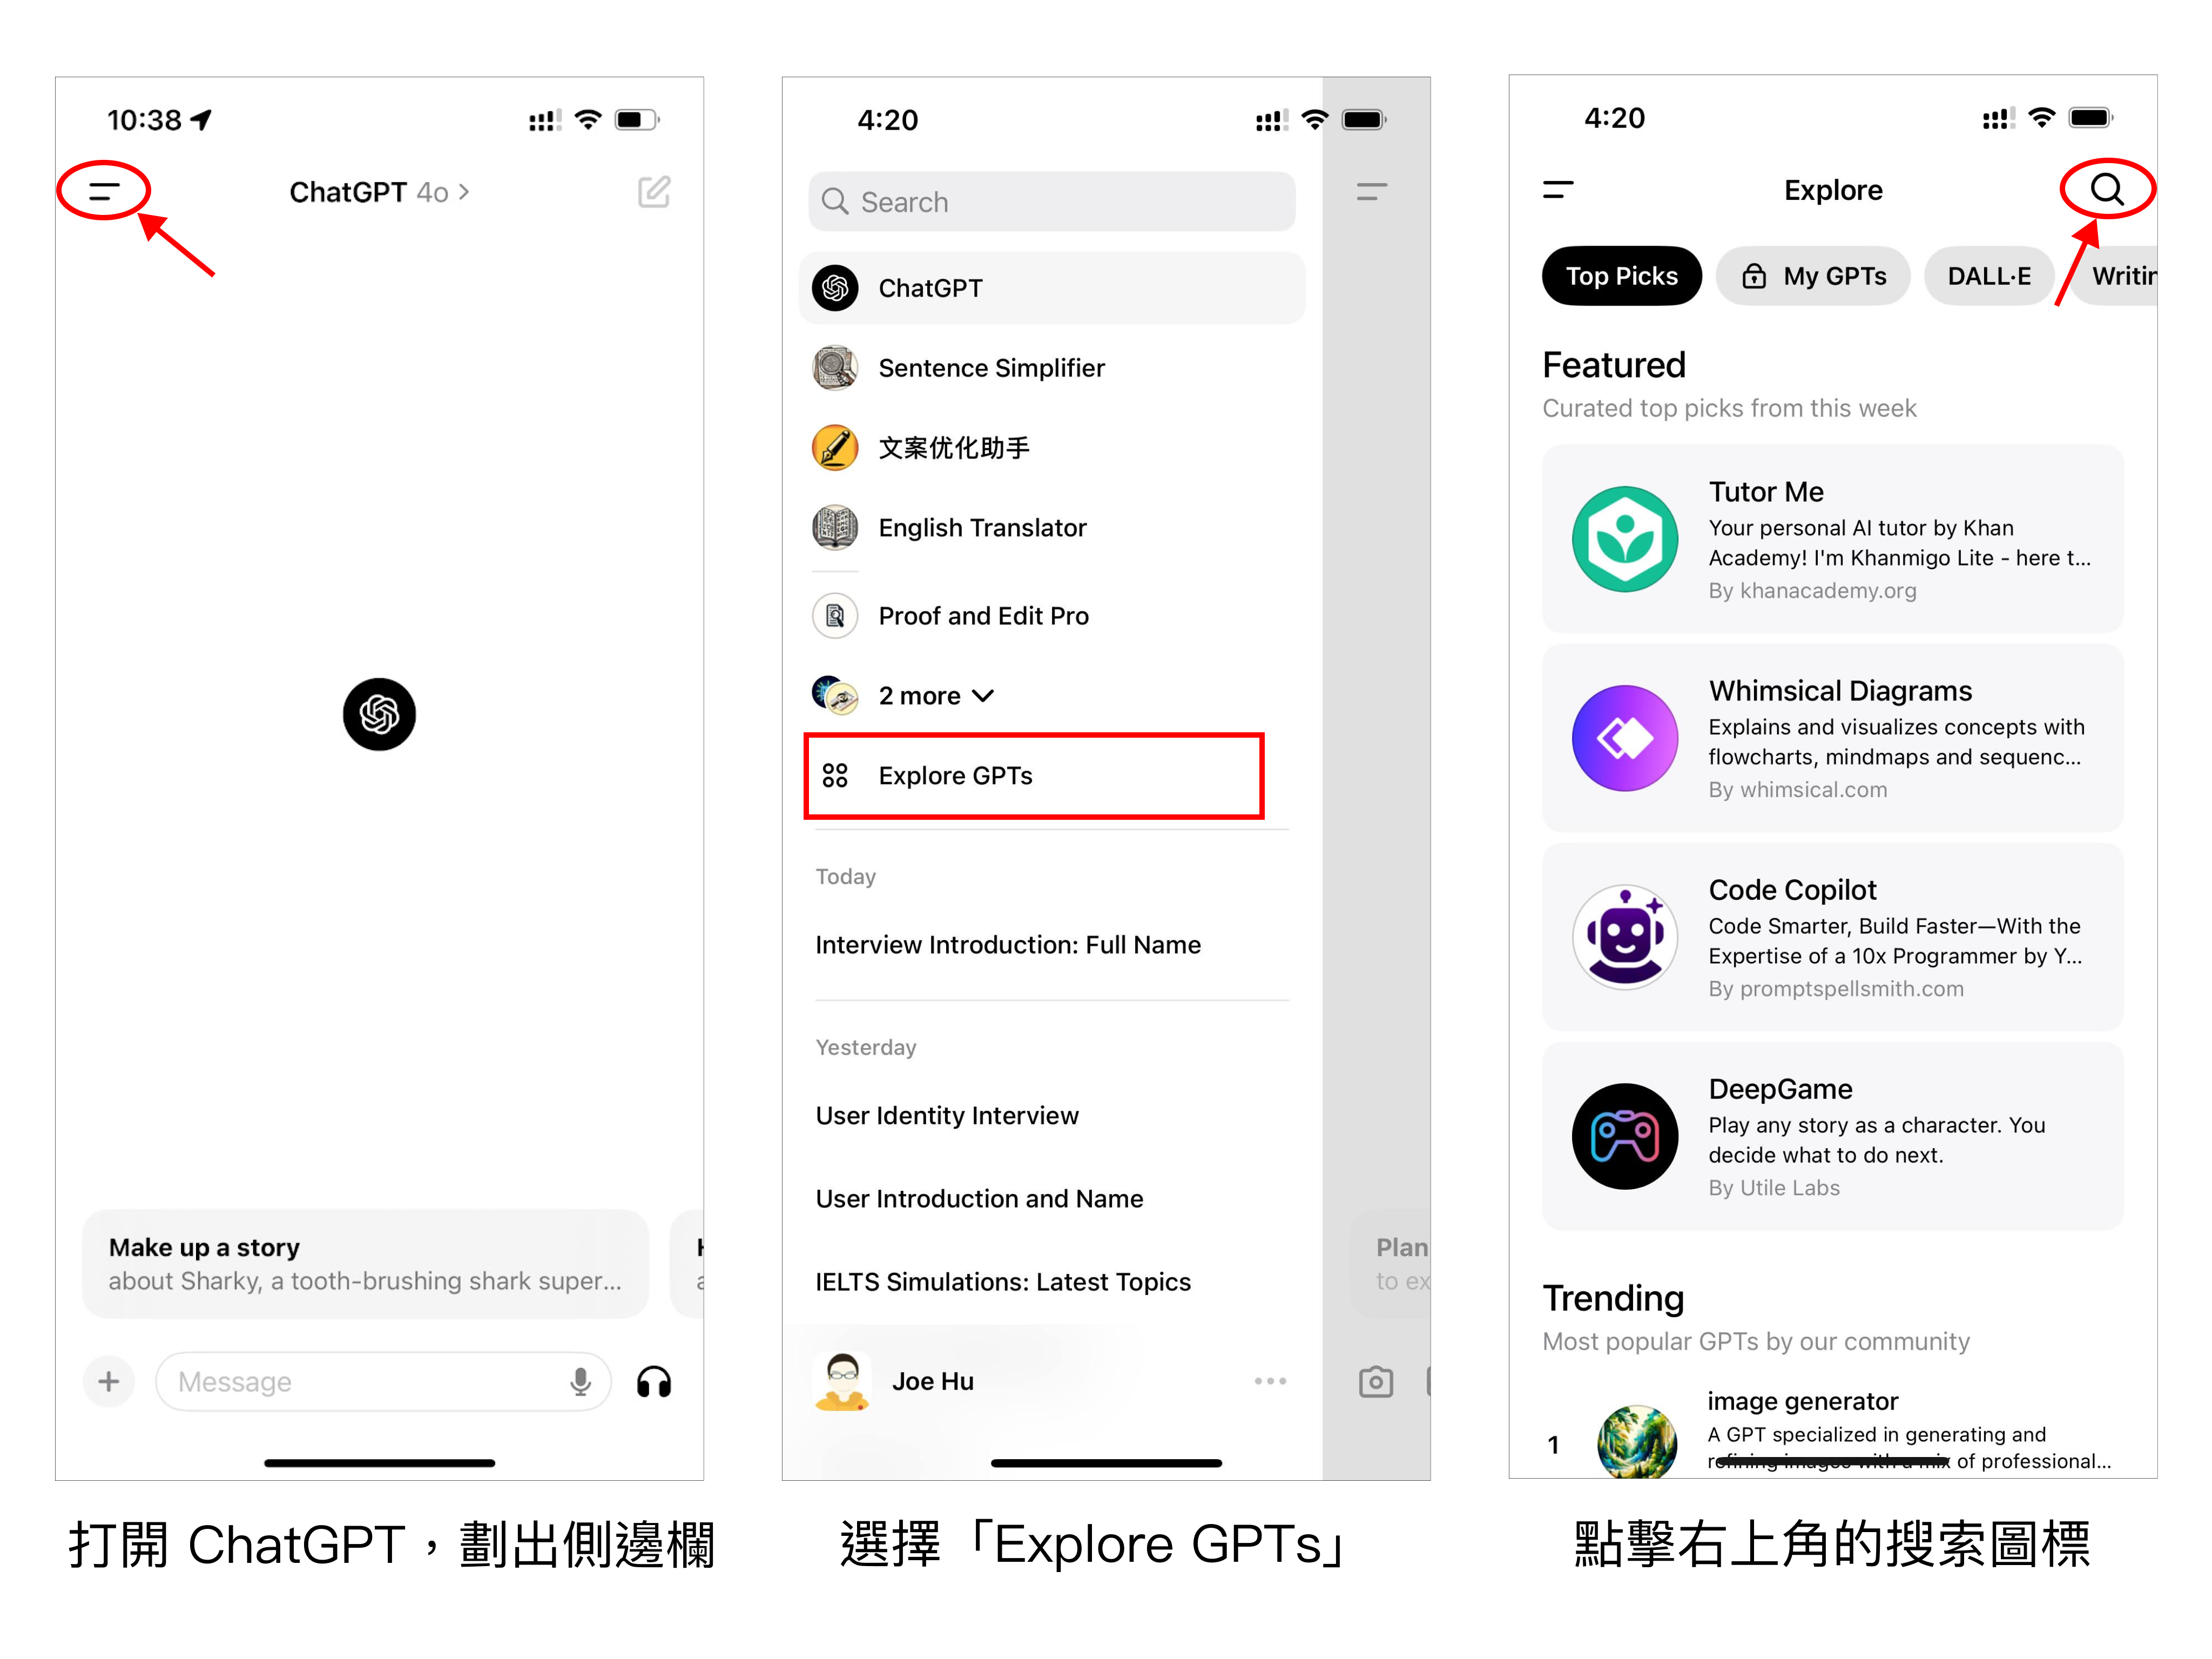 10:38
ChatGPT 4o >
Make up a story
about Sharky, a tooth-brushing shark super...
Message
打開 ChatGPT，劃出側邊欄
4:20
Search
ChatGPT
Sentence Simplifier
文案优化助手
English Translator
Proof and Edit Pro
2 more
Explore GPTs
Today
Interview Introduction: Full Name
Yesterday
User Identity Interview
User Introduction and Name
IELTS Simulations: Latest Topics
Joe Hu
Plan
to ex
選擇「Explore GPTs」
4:20
Explore
Top Picks
My GPTs
DALL·E
Writin
Featured
Curated top picks from this week
Tutor Me
Your personal AI tutor by Khan
Academy! I'm Khanmigo Lite - here t...
By khanacademy.org
Whimsical Diagrams
Explains and visualizes concepts with
flowcharts, mindmaps and sequenc...
By whimsical.com
Code Copilot
Code Smarter, Build Faster—With the
Expertise of a 10x Programmer by Y...
By promptspellsmith.com
DeepGame
Play any story as a character. You
decide what to do next.
By Utile Labs
Trending
Most popular GPTs by our community
1
image generator
A GPT specialized in generating and
refining images with a mix of professional...
點擊右上角的搜索圖標